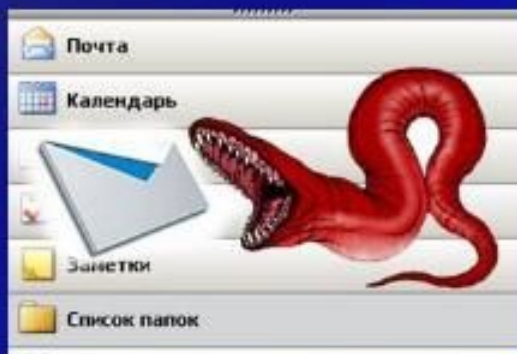 Почта
Календарь
Заметки
Список папок